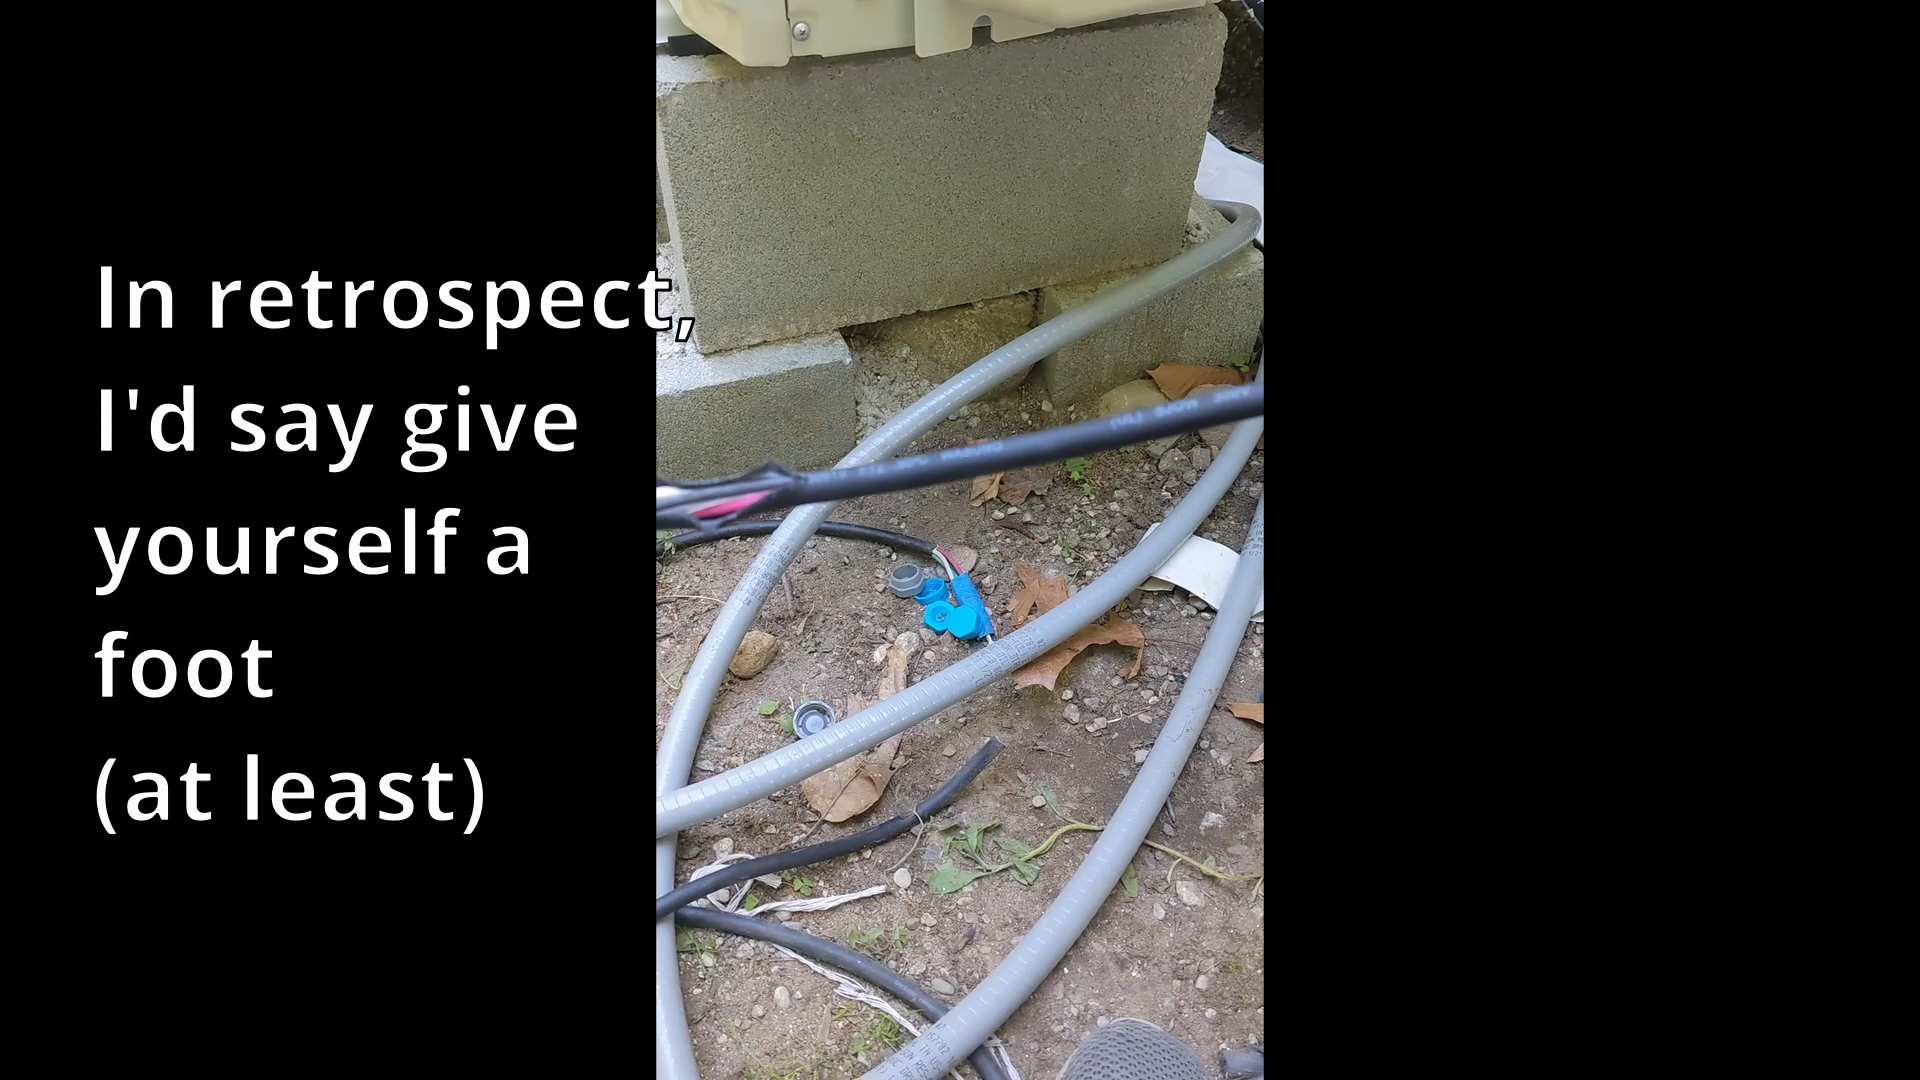 In retrospect,
I'd say give
yourself a
foot
(at least)